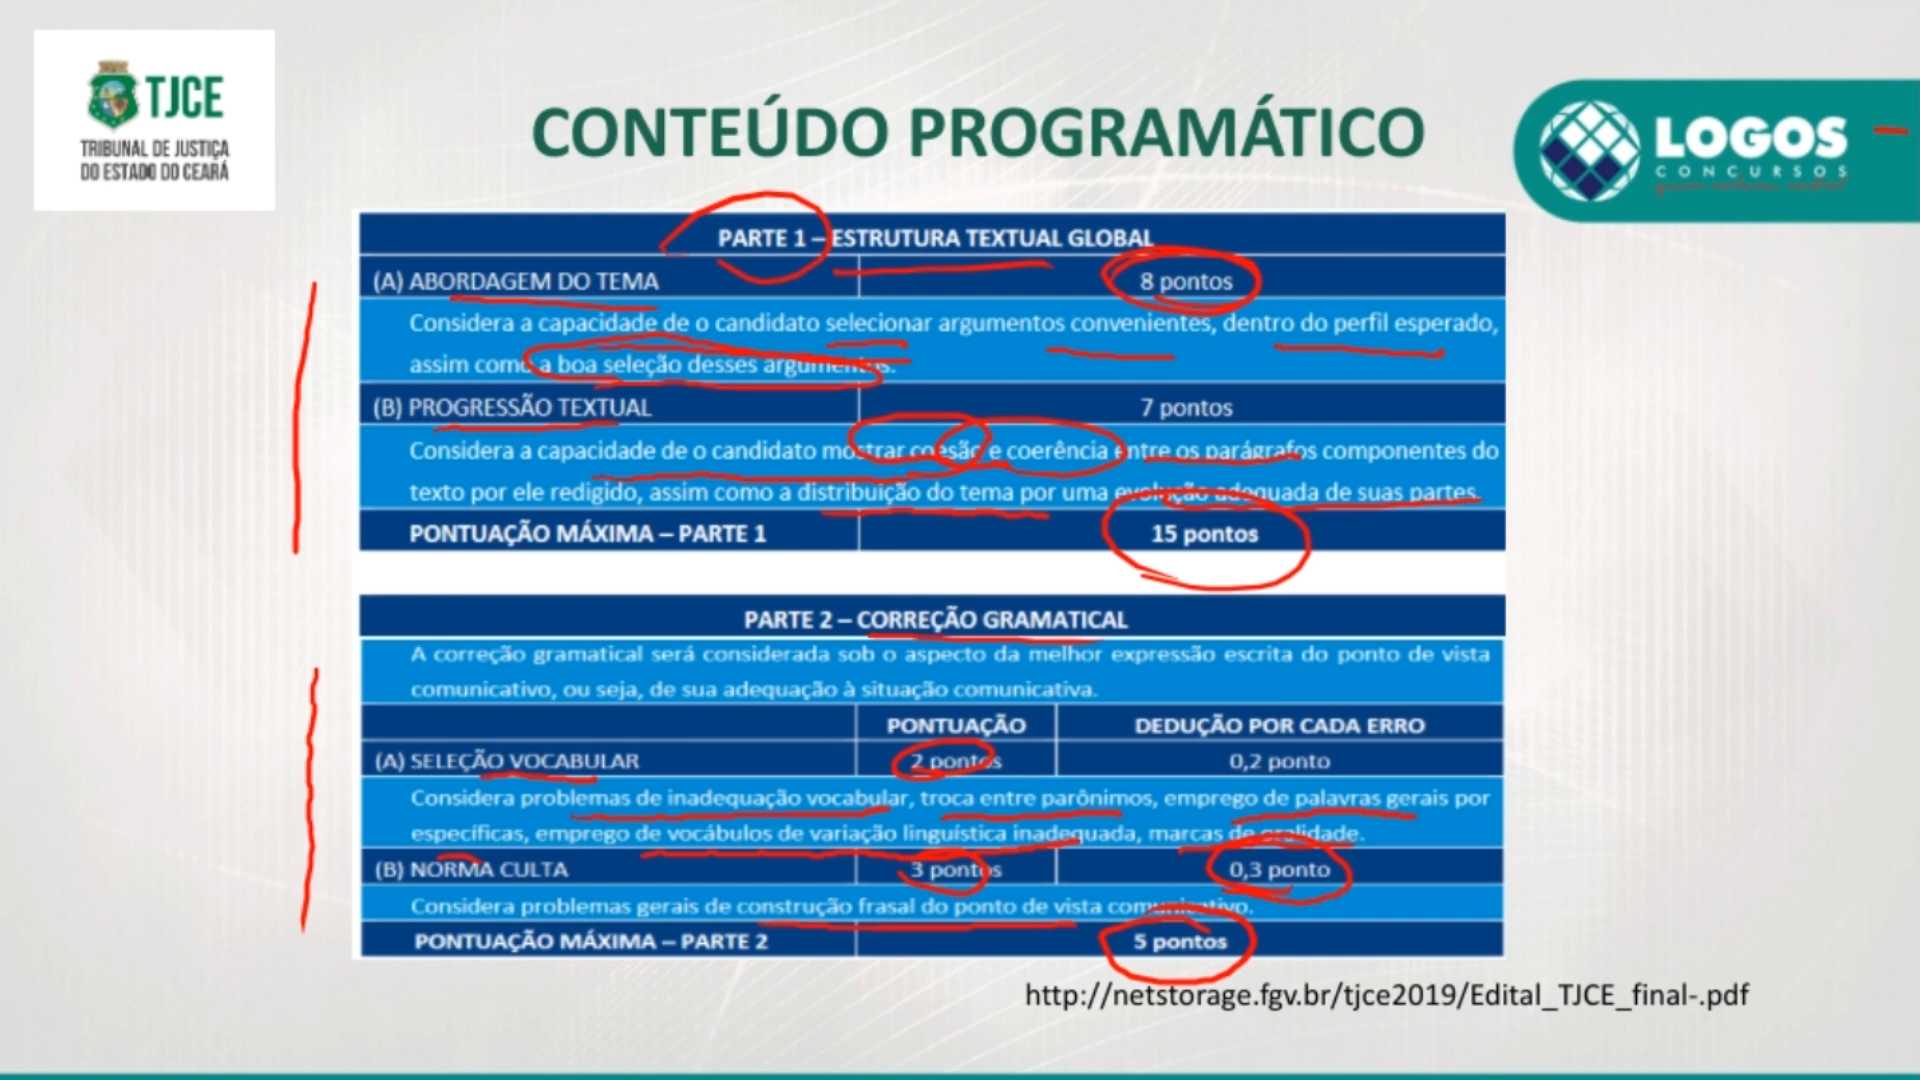 TJCE
TRIBUNAL DE JUSTIÇA
DO ESTADO DO CEARÁ
CONTEÚDO PROGRAMÁTICO
LOGOS
CONCURSOS
PARTE 1 – ESTRUTURA TEXTUAL GLOBAL
(A) ABORDAGEM DO TEMA 8 pontos
Considera a capacidade de o candidato selecionar argumentos convenientes, dentro do perfil esperado,
assim como a boa seleção desses argumentos.
(B) PROGRESSÃO TEXTUAL 7 pontos
Considera a capacidade de o candidato mostrar coesão e coerência entre os parágrafos componentes do
texto por ele redigido, assim como a distribuição do tema por uma evolução adequada de suas partes.
PONTUAÇÃO MÁXIMA – PARTE 1 15 pontos
PARTE 2 – CORREÇÃO GRAMATICAL
A correção gramatical será considerada sob o aspecto da melhor expressão escrita do ponto de vista
comunicativo, ou seja, de sua adequação à situação comunicativa.
PONTUAÇÃO DEDUÇÃO POR CADA ERRO
(A) SELEÇÃO VOCABULAR 2 pontos 0,2 ponto
Considera problemas de inadequação vocabular, troca entre parônimos, emprego de palavras gerais por
específicas, emprego de vocábulos de variação linguística inadequada, marcas de oralidade.
(B) NORMA CULTA 3 pontos 0,3 ponto
Considera problemas gerais de construção frasal do ponto de vista comunicativo.
PONTUAÇÃO MÁXIMA – PARTE 2 5 pontos
http://netstorage.fgv.br/tjce2019/Edital_TJCE_final-.pdf